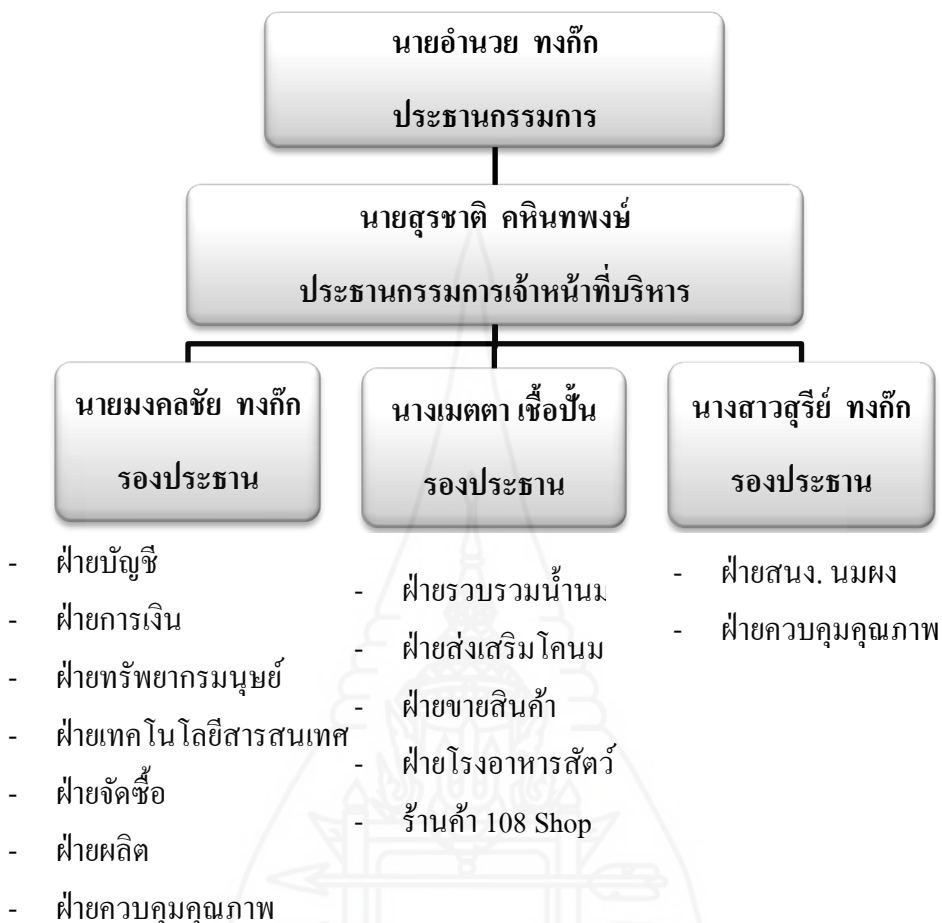 นายอำนวย ทงก๊ก
ประธานกรรมการ
นายสุรชาติ คหินทพงษ์
ประธานกรรมการเจ้าหน้าที่บริหาร
นายมงคลชัย ทงก๊ก
รองประธาน
นางเมตตา เชื้อปั้น
รองประธาน
นางสาวสุรีย์ ทงก๊ก
รองประธาน
- ฝ่ายบัญชี
- ฝ่ายการเงิน
- ฝ่ายทรัพยากรมนุษย์
- ฝ่ายเทคโนโลยีสารสนเทศ
- ฝ่ายจัดซื้อ
- ฝ่ายผลิต
- ฝ่ายควบคุมคุณภาพ
- ฝ่ายรวบรวมน้ำนม
- ฝ่ายส่งเสริมโคนม
- ฝ่ายขายสินค้า
- ฝ่ายโรงอาหารสัตว์
- ร้านค้า 108 Shop
- ฝ่ายสนง. นมผง
- ฝ่ายควบคุมคุณภาพ